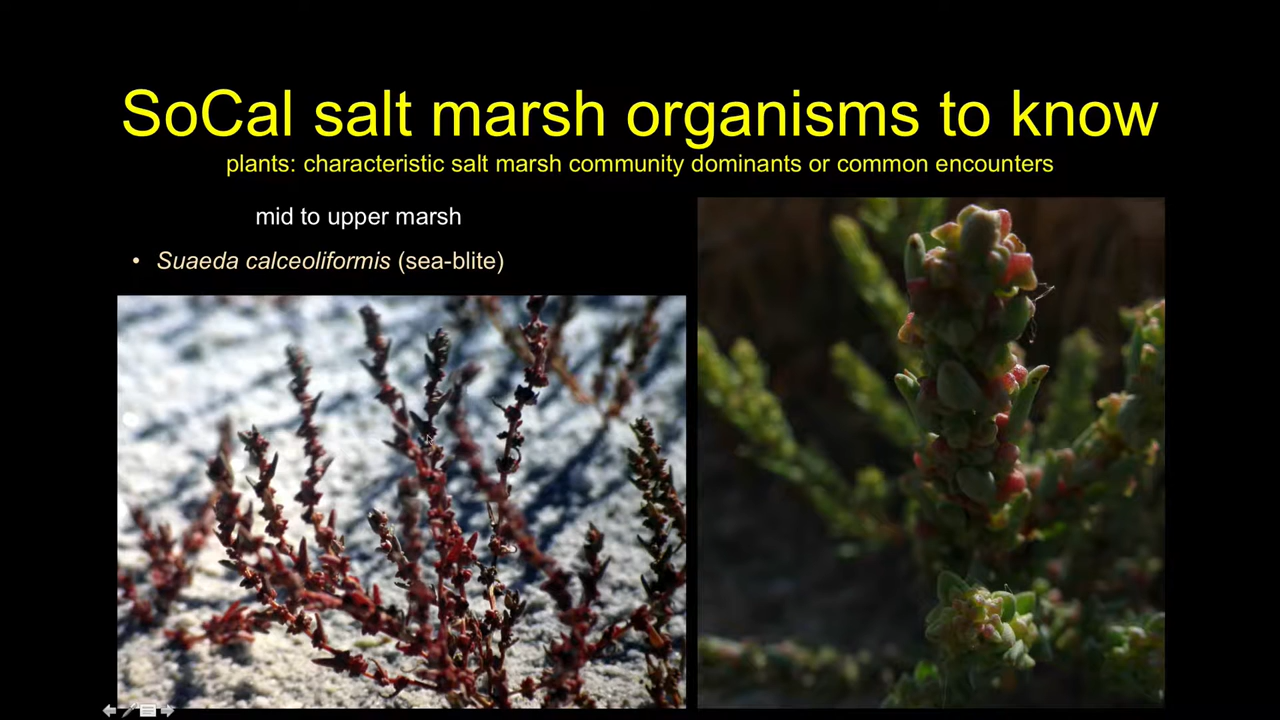 SoCal salt marsh organisms to know
plants: characteristic salt marsh community dominants or common encounters
mid to upper marsh
• Suaeda calceoliformis (sea-blite)